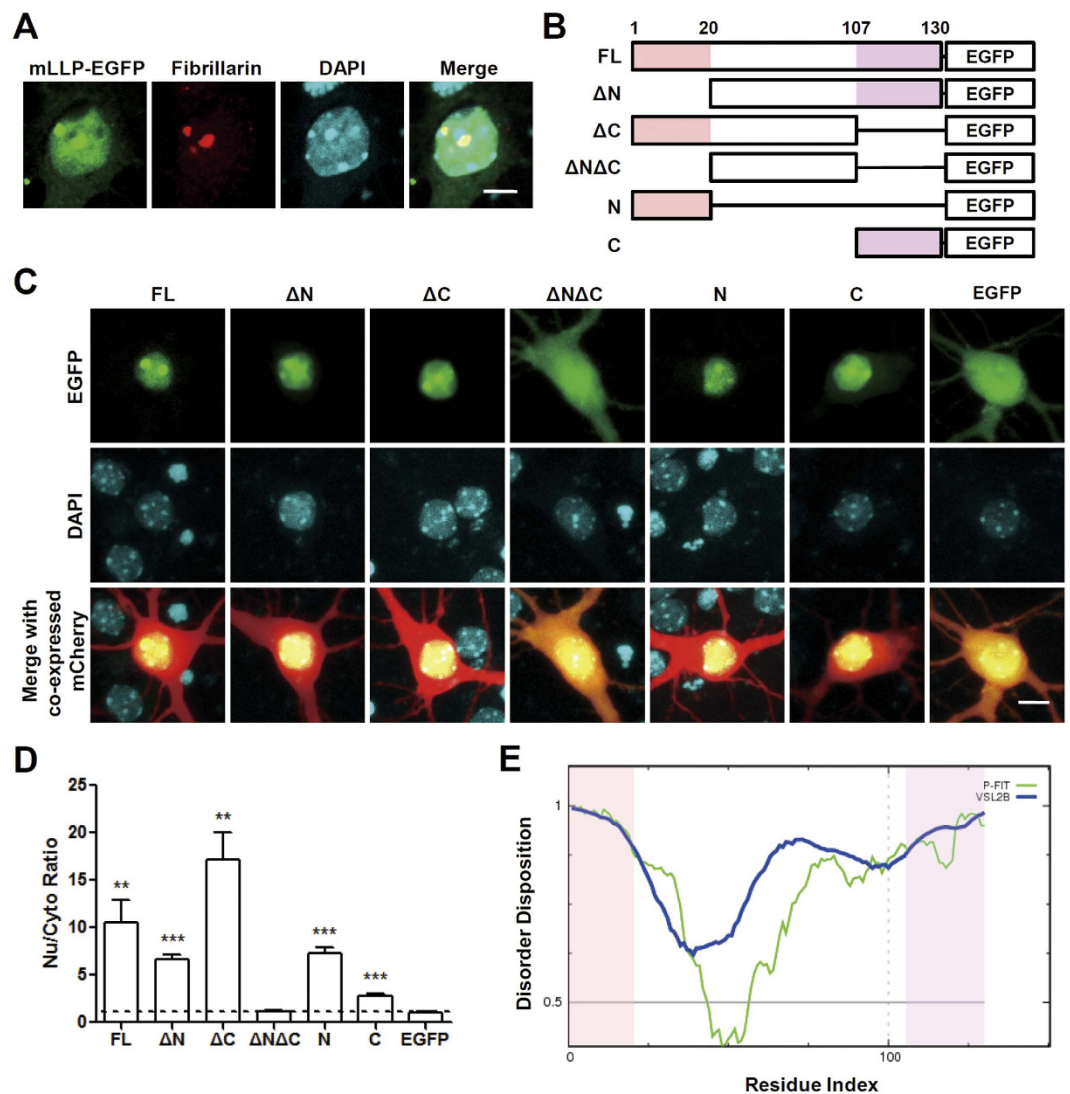 A
mLLP-EGFP Fibrillarin DAPI Merge
B
1 20 107 130
FL EGFP
ΔN EGFP
ΔC EGFP
ΔNΔC EGFP
N EGFP
C EGFP
C
FL ΔN ΔC ΔNΔC N C EGFP
EGFP
DAPI
Merge with
co-expressed
mCherry
D
Nu/Cyto Ratio
25
20
15
10
5
0
** *** ** *** ***
FL ΔN ΔC ΔNΔC N C EGFP
E
Disorder Disposition
P-FIT
VSL2B
1
0.5
0 100
Residue Index